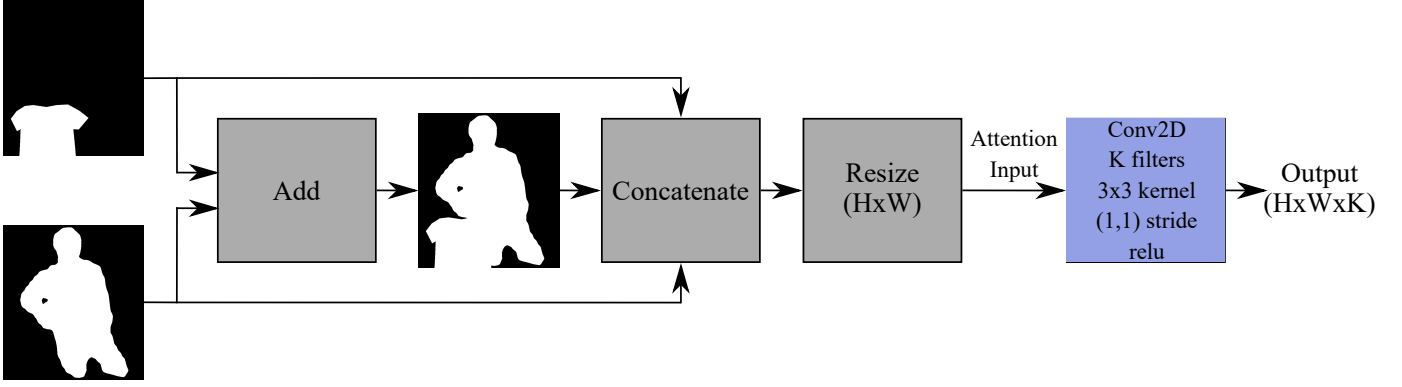 Add
Concatenate
Resize
(HxW)
Attention
Input
Conv2D
K filters
3x3 kernel
(1,1) stride
relu
Output
(HxWxK)